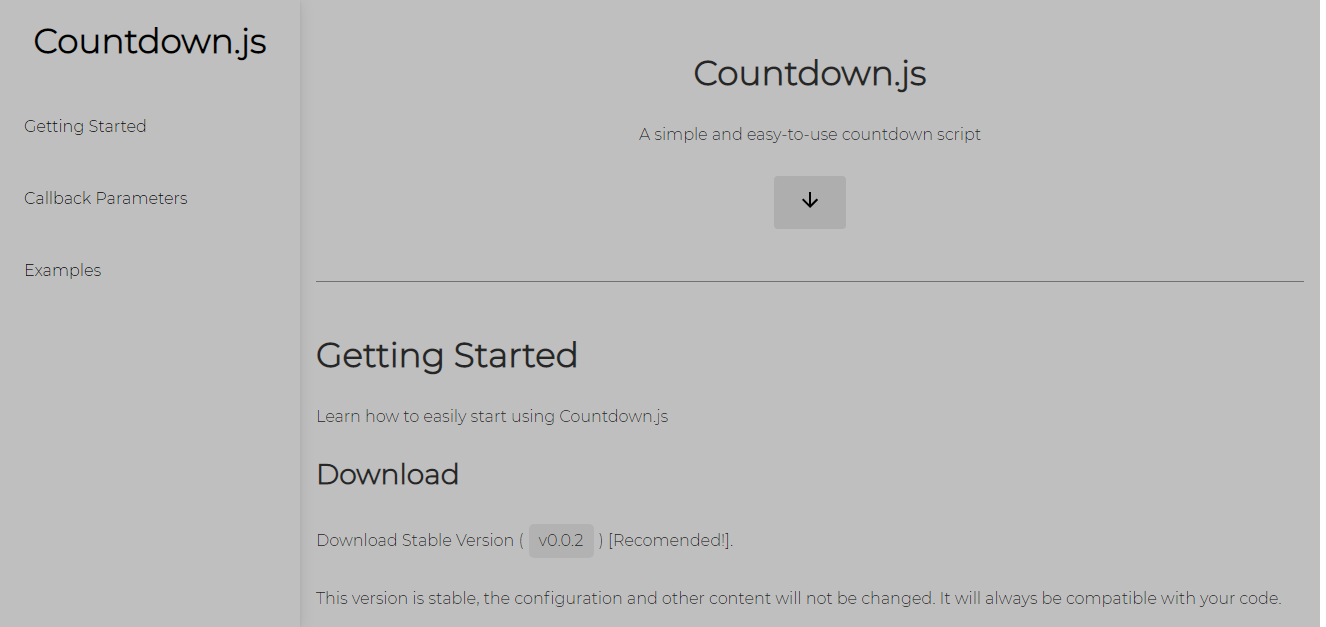 Countdown.js
Getting Started
Callback Parameters
Examples
Countdown.js
A simple and easy-to-use countdown script
Getting Started
Learn how to easily start using Countdown.js
Download
Download Stable Version ( v0.0.2 ) [Recomended!].
This version is stable, the configuration and other content will not be changed. It will always be compatible with your code.